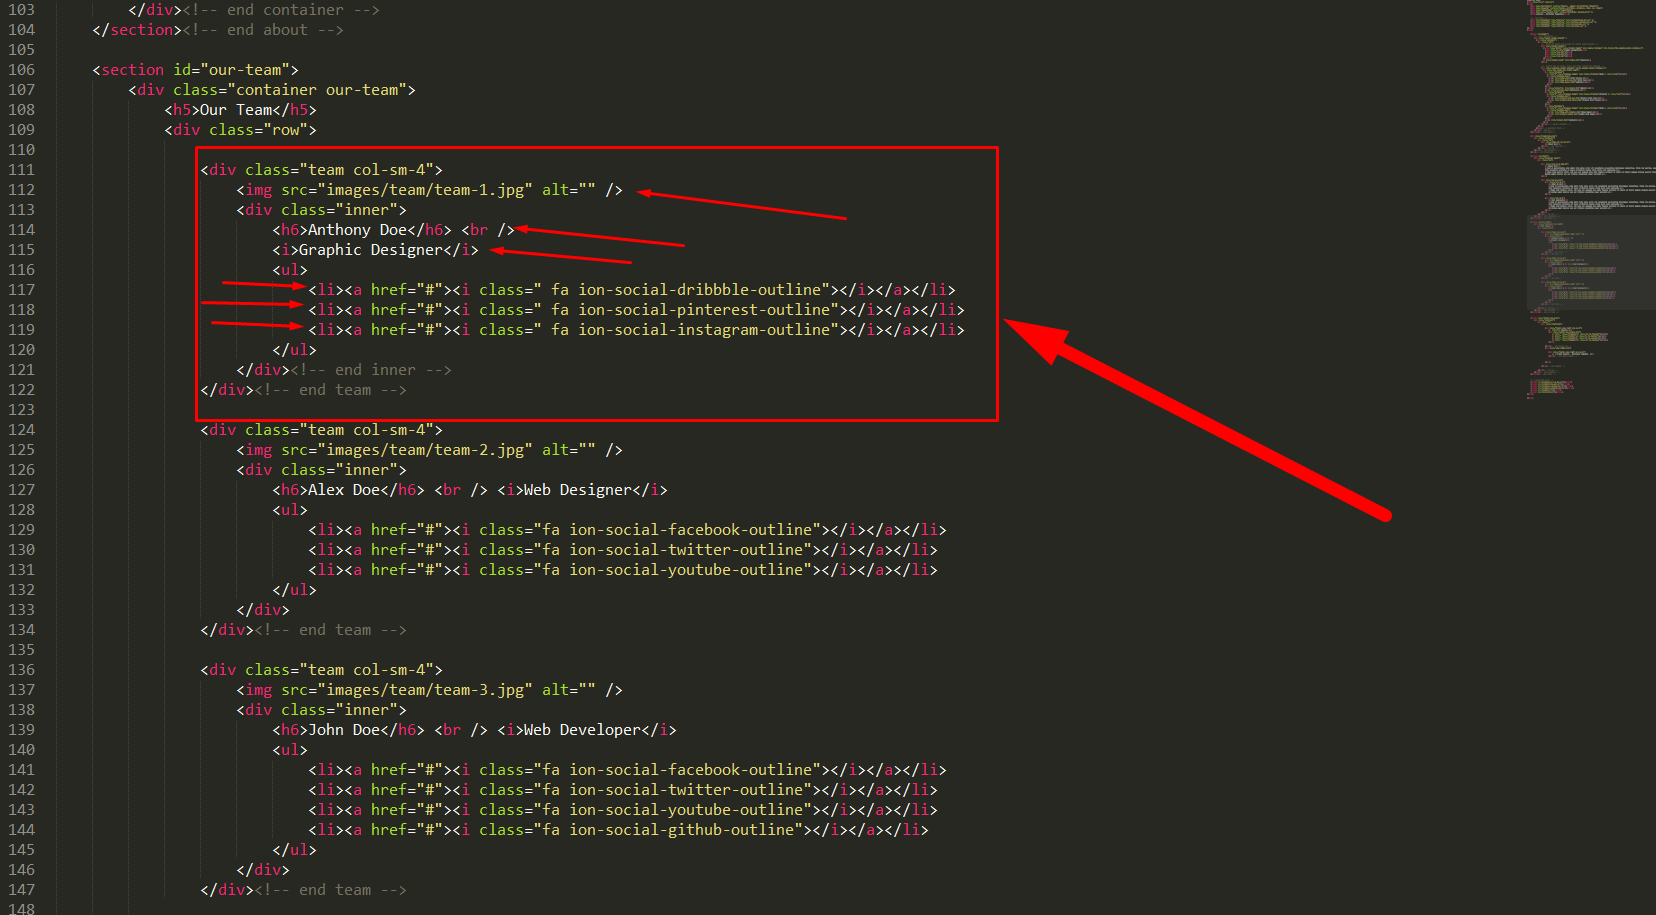 103 </div><!-- end container -->
104 </section><!-- end about -->
105
106 <section id="our-team">
107 <div class="container our-team">
108 <h5>Our Team</h5>
109 <div class="row">
110
111 <div class="team col-sm-4">
112 <img src="images/team/team-1.jpg" alt="" />
113 <div class="inner">
114 <h6>Anthony Doe</h6> <br />
115 <i>Graphic Designer</i>
116 <ul>
117 <li><a href="#"><i class=" fa ion-social-dribbble-outline"></i></a></li>
118 <li><a href="#"><i class=" fa ion-social-pinterest-outline"></i></a></li>
119 <li><a href="#"><i class=" fa ion-social-instagram-outline"></i></a></li>
120 </ul>
121 </div><!-- end inner -->
122 </div><!-- end team -->
123
124 <div class="team col-sm-4">
125 <img src="images/team/team-2.jpg" alt="" />
126 <div class="inner">
127 <h6>Alex Doe</h6> <br /> <i>Web Designer</i>
128 <ul>
129 <li><a href="#"><i class="fa ion-social-facebook-outline"></i></a></li>
130 <li><a href="#"><i class="fa ion-social-twitter-outline"></i></a></li>
131 <li><a href="#"><i class="fa ion-social-youtube-outline"></i></a></li>
132 </ul>
133 </div>
134 </div><!-- end team -->
135
136 <div class="team col-sm-4">
137 <img src="images/team/team-3.jpg" alt="" />
138 <div class="inner">
139 <h6>John Doe</h6> <br /> <i>Web Developer</i>
140 <ul>
141 <li><a href="#"><i class="fa ion-social-facebook-outline"></i></a></li>
142 <li><a href="#"><i class="fa ion-social-twitter-outline"></i></a></li>
143 <li><a href="#"><i class="fa ion-social-youtube-outline"></i></a></li>
144 <li><a href="#"><i class="fa ion-social-github-outline"></i></a></li>
145 </ul>
146 </div>
147 </div><!-- end team -->
148